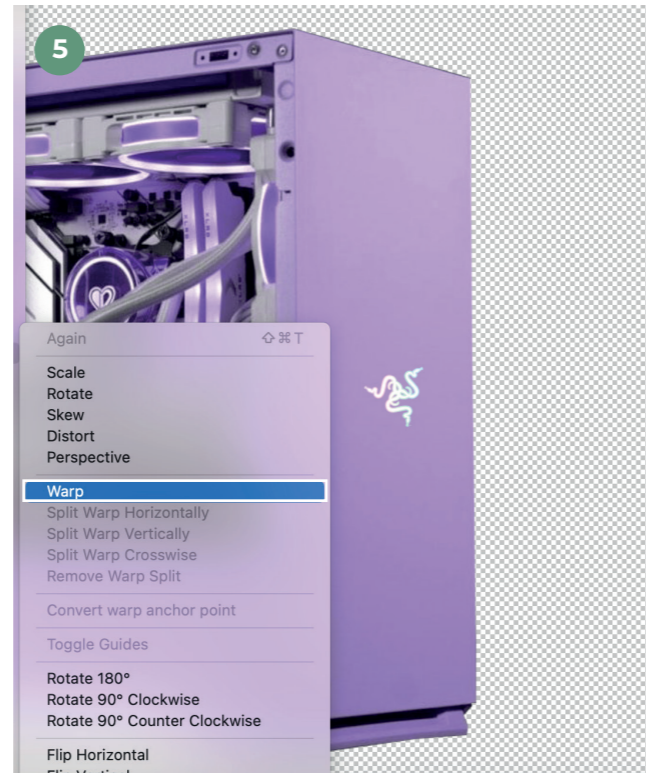 5
Again ⇧⌘T
Scale
Rotate
Skew
Distort
Perspective
Warp
Split Warp Horizontally
Split Warp Vertically
Split Warp Crosswise
Remove Warp Split
Convert warp anchor point
Toggle Guides
Rotate 180°
Rotate 90° Clockwise
Rotate 90° Counter Clockwise
Flip Horizontal